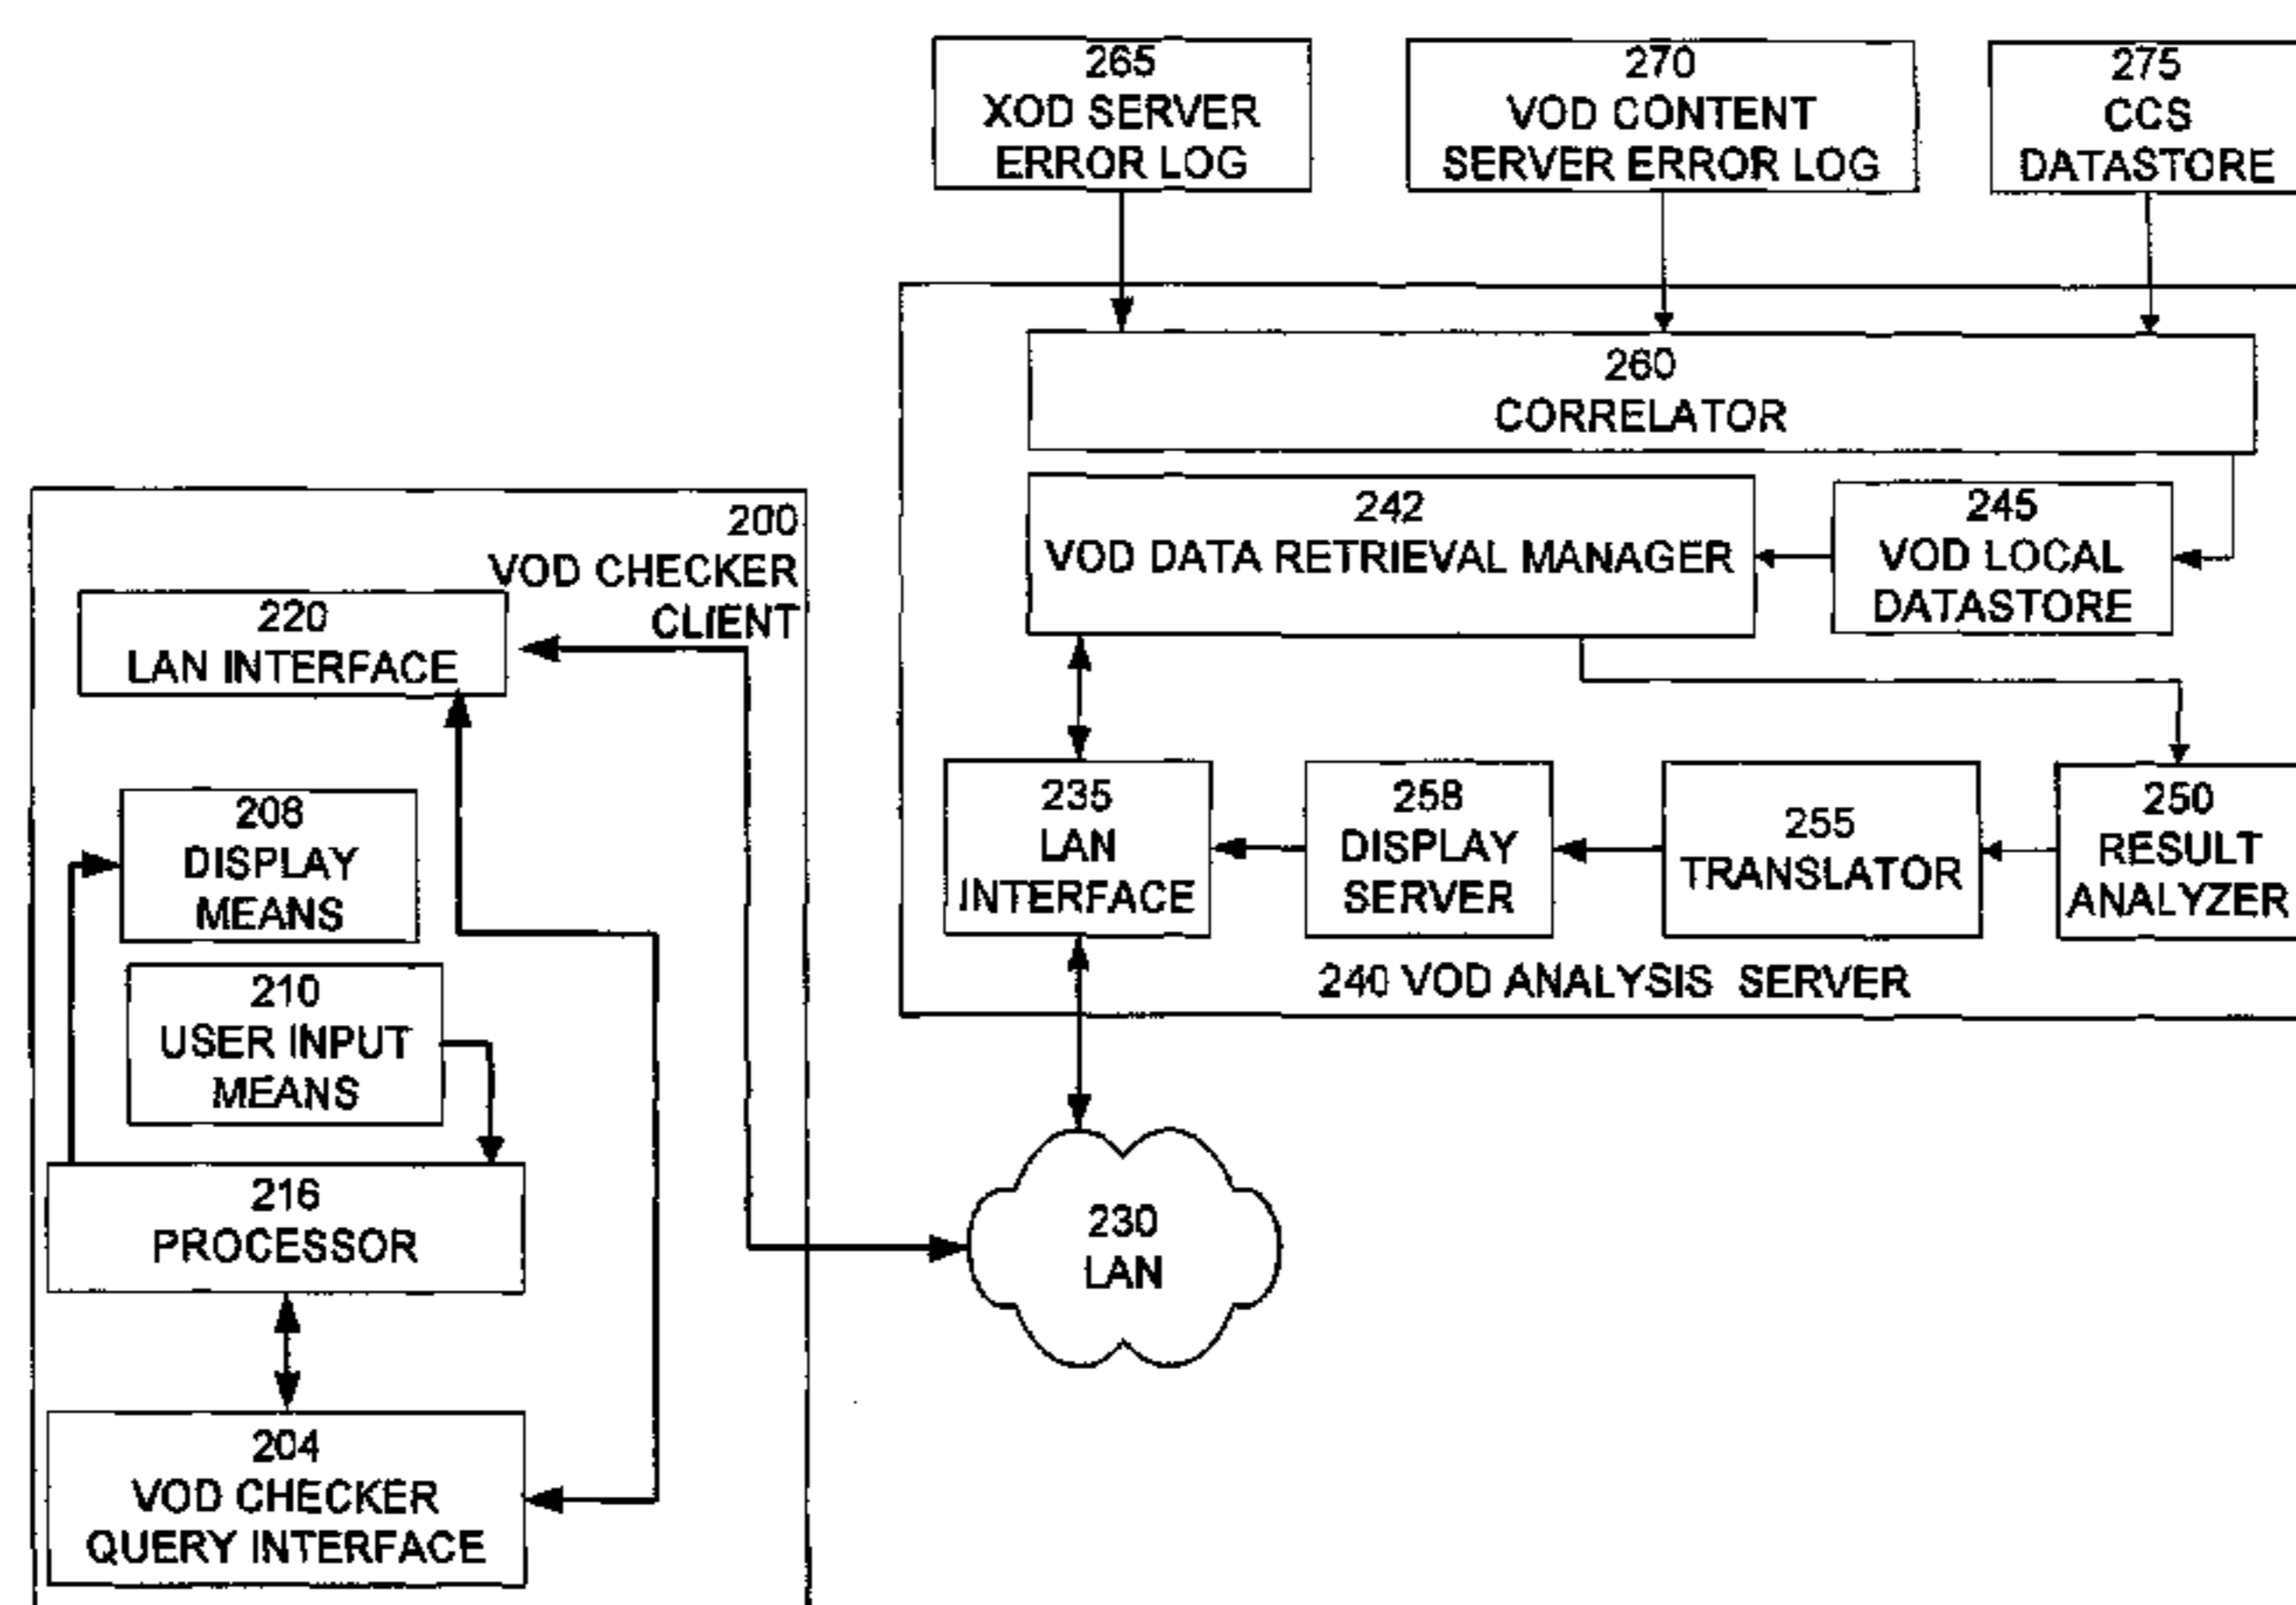 265
XOD SERVER
ERROR LOG
270
VOD CONTENT
SERVER ERROR LOG
275
CCS
DATASTORE
260
CORRELATOR
242
VOD DATA RETRIEVAL MANAGER
245
VOD LOCAL
DATASTORE
200
VOD CHECKER
CLIENT
220
LAN INTERFACE
208
DISPLAY
MEANS
210
USER INPUT
MEANS
216
PROCESSOR
204
VOD CHECKER
QUERY INTERFACE
235
LAN
INTERFACE
258
DISPLAY
SERVER
255
TRANSLATOR
250
RESULT
ANALYZER
240 VOD ANALYSIS SERVER
230
LAN